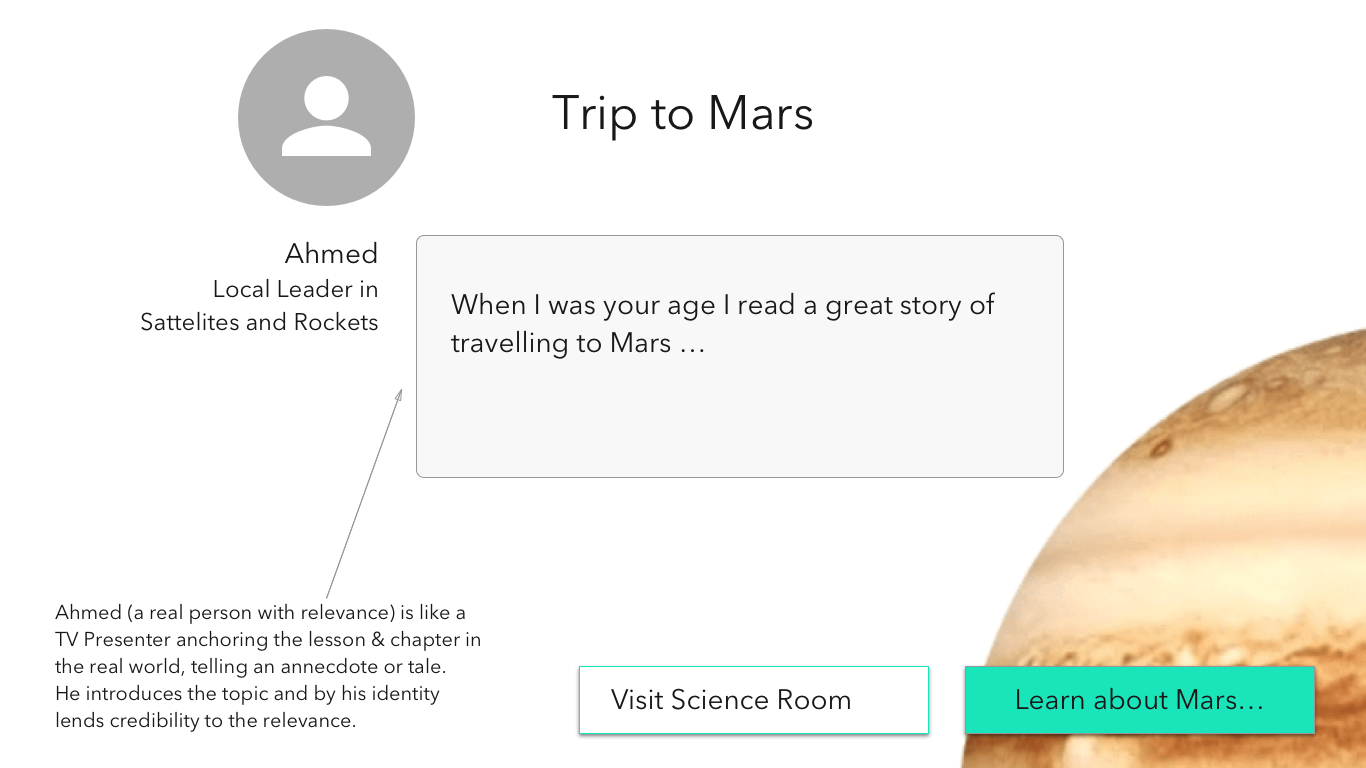 Trip to Mars
Ahmed
Local Leader in
Sattelites and Rockets
When I was your age I read a great story of
travelling to Mars …
Ahmed (a real person with relevance) is like a
TV Presenter anchoring the lesson & chapter in
the real world, telling an annecdote or tale.
He introduces the topic and by his identity
lends credibility to the relevance.
Visit Science Room
Learn about Mars…